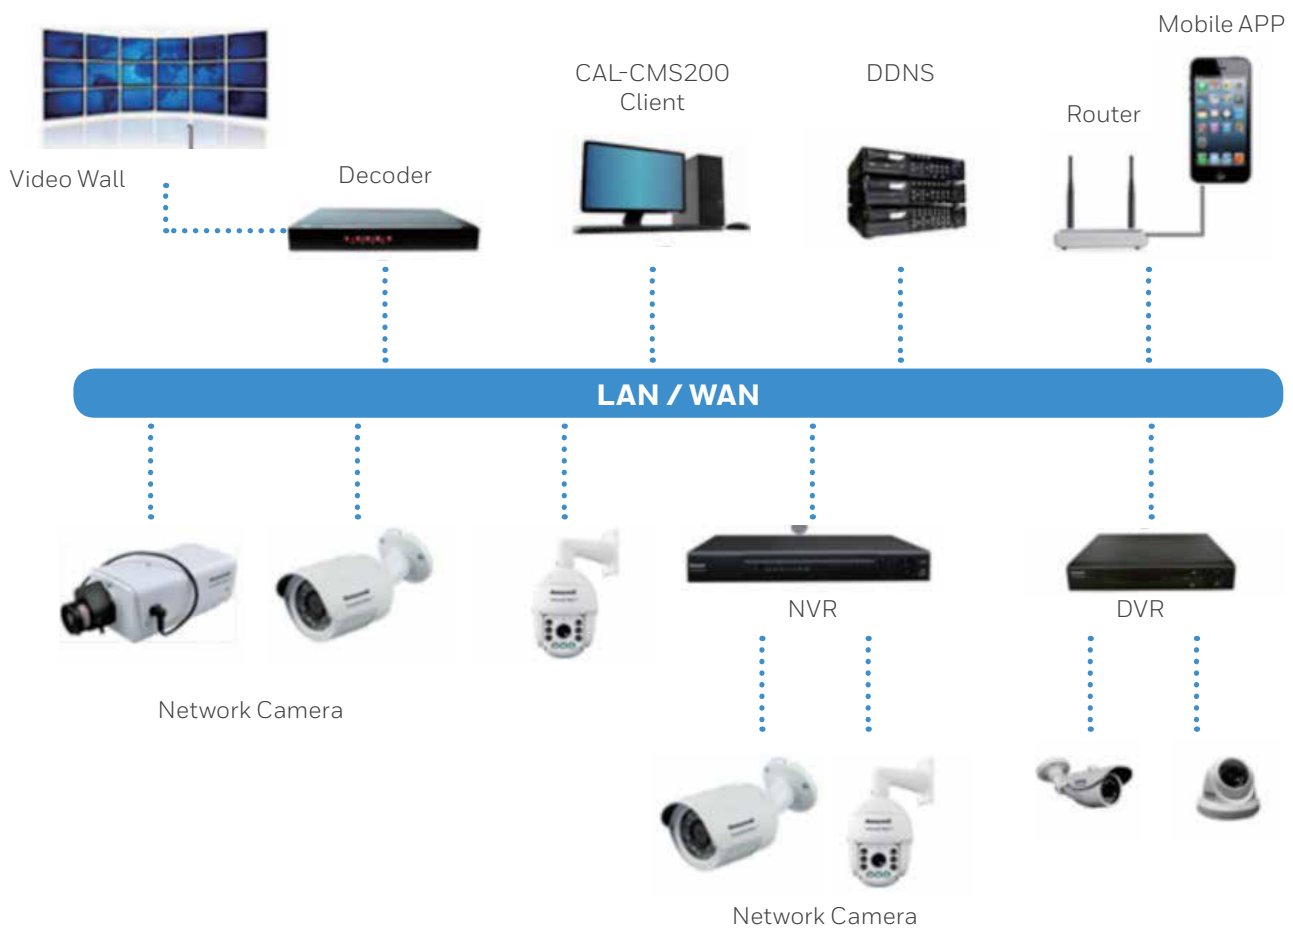 Mobile APP
CAL-CMS200
Client
DDNS
Router
Video Wall
Decoder
LAN / WAN
NVR
DVR
Network Camera
Network Camera